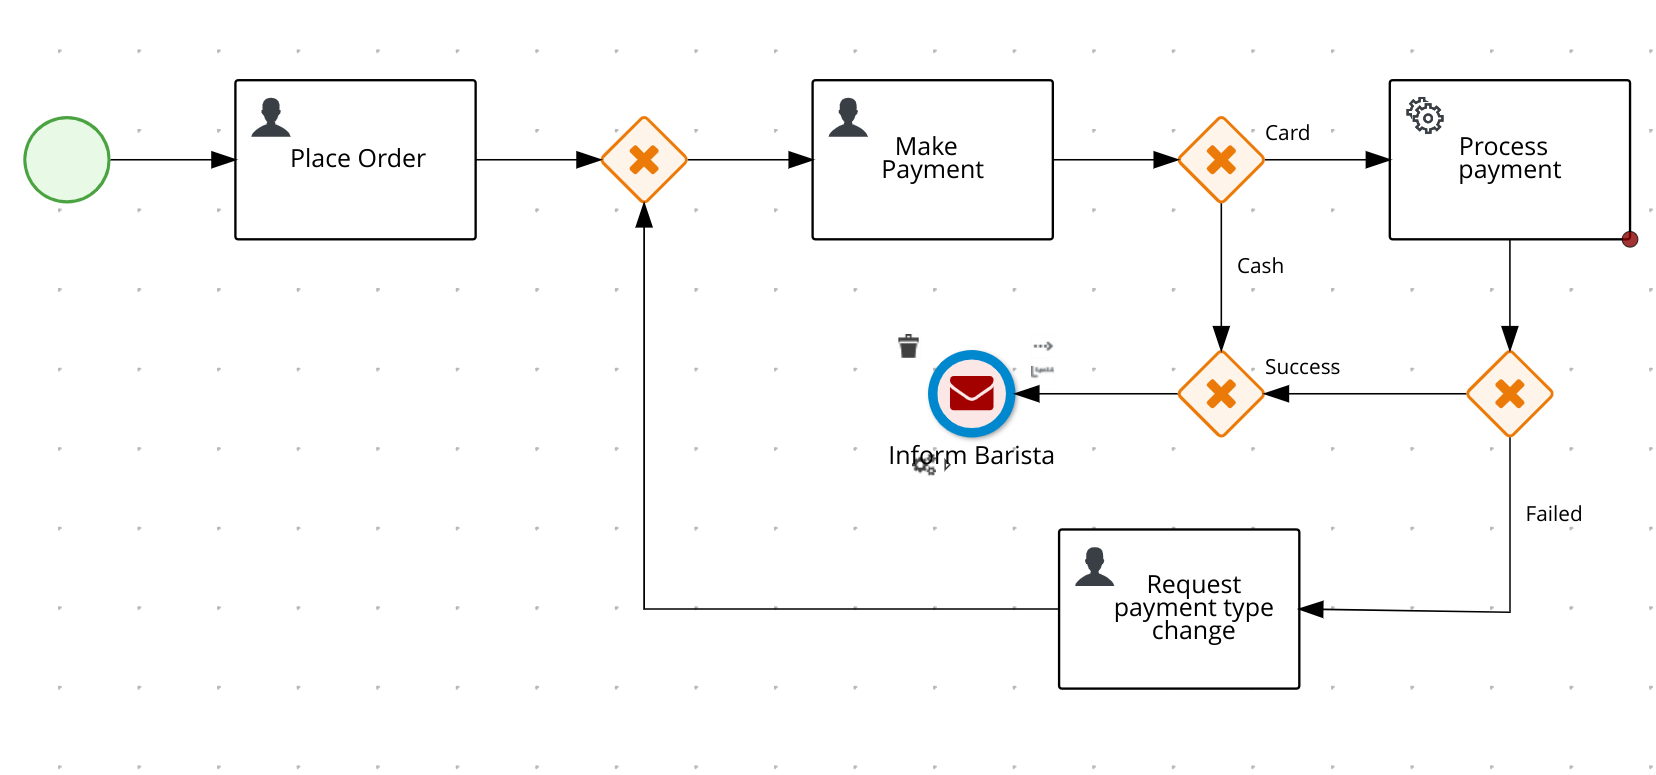 Place Order
Make
Payment
Card
Process
payment
Cash
Success
Inform Barista
Failed
Request
payment type
change